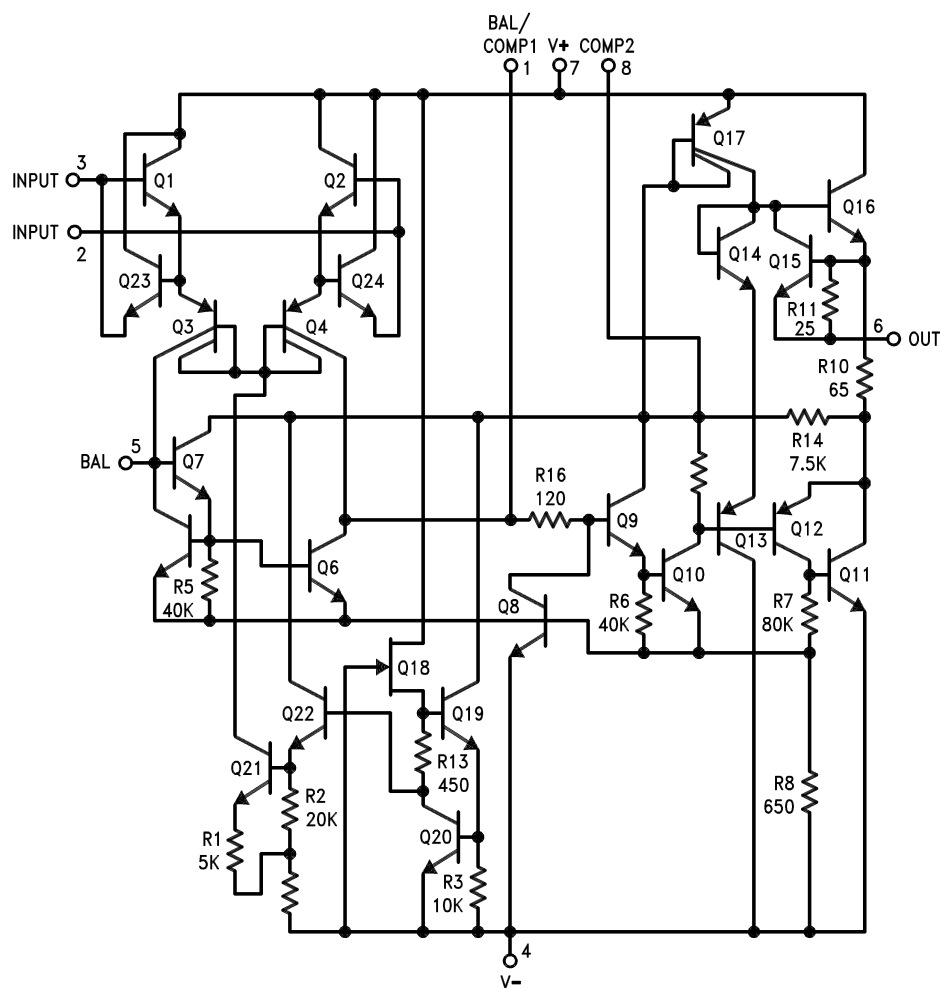 BAL/
COMP1 V+ COMP2
1 7 8
Q17
3
INPUT Q1 Q2
Q16
INPUT
2
Q14 Q15
Q23 Q24
R11
25
6
OUT
Q3 Q4
R10
65
R14
7.5K
5
BAL Q7
R16
120
Q9 Q13 Q12
Q6 Q10 Q11
R5
40K
Q8
R6
40K
R7
80K
Q18
Q22 Q19
Q21
R13
450
R2
20K
R8
650
R1
5K
Q20
R3
10K
4
V-